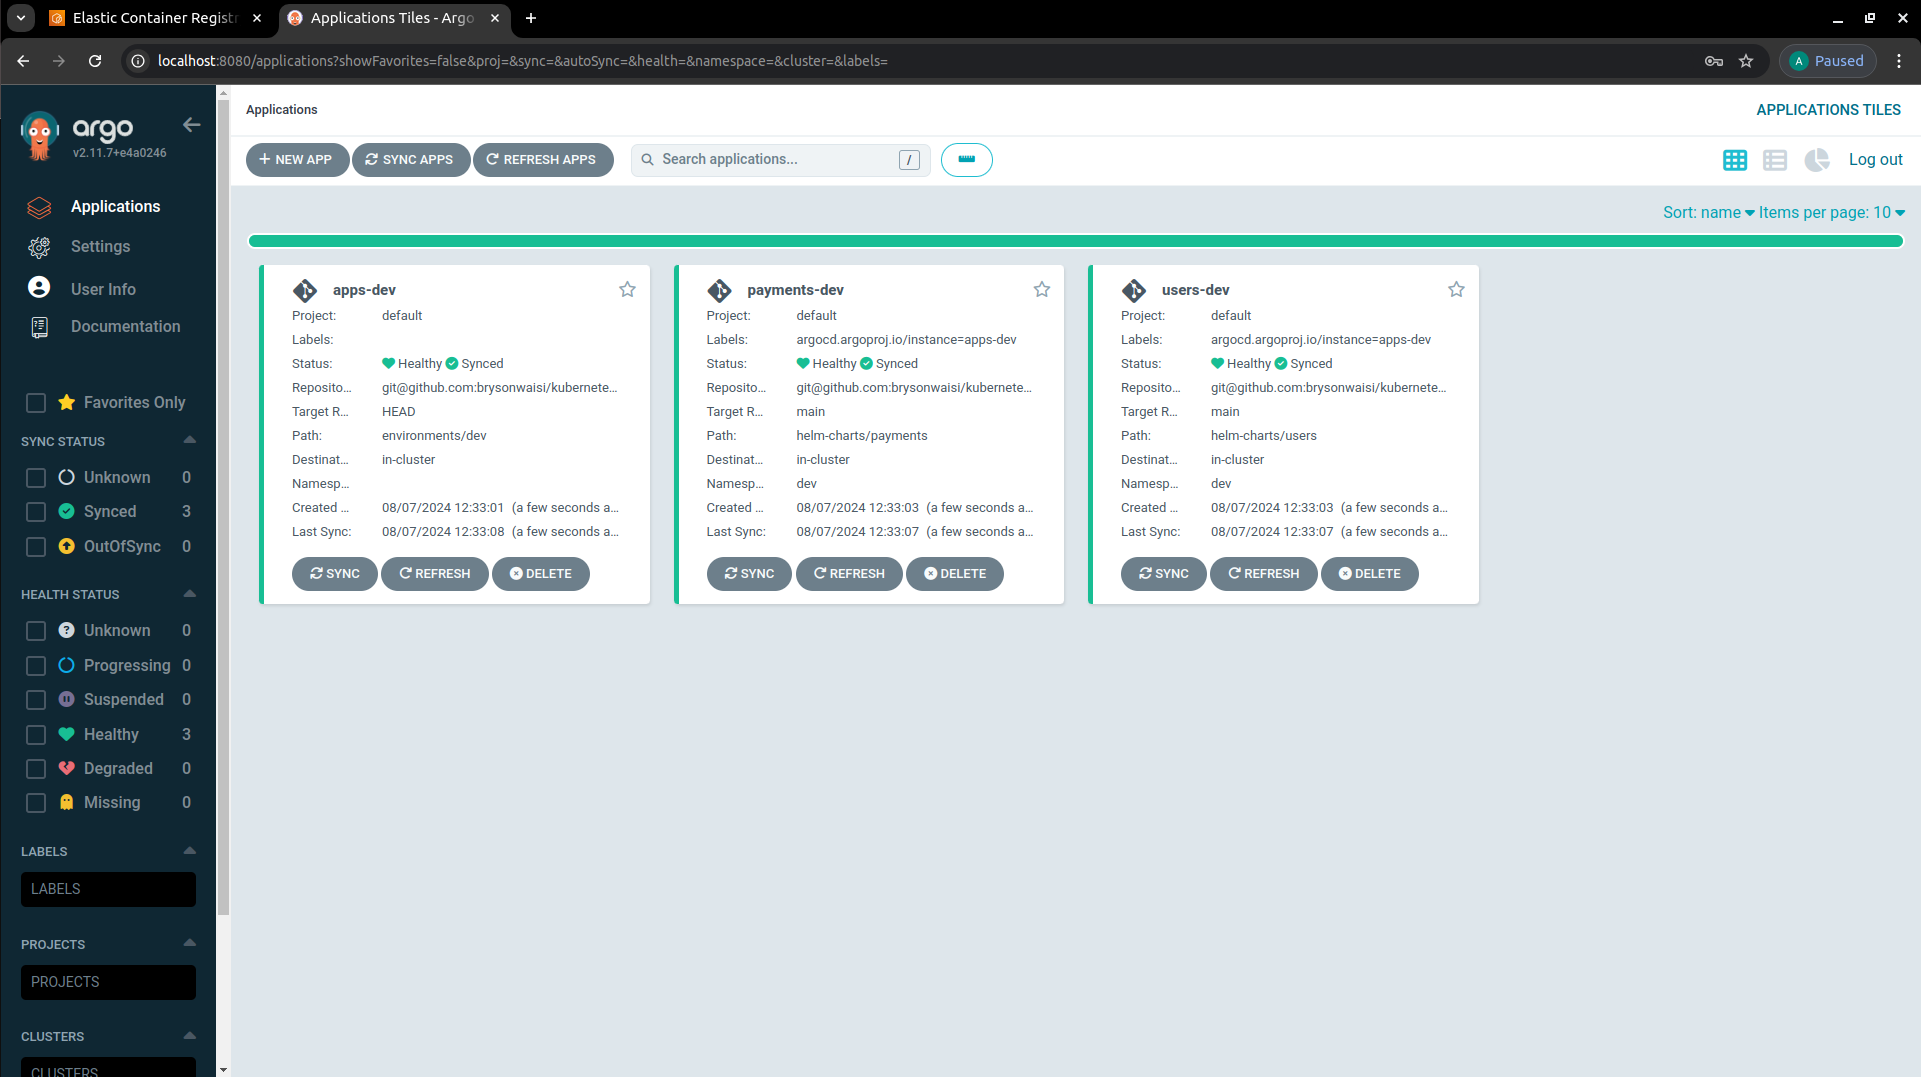 Elastic Container Registr
Applications Tiles - Argo
localhost:8080/applications?showFavorites=false&proj=&sync=&autoSync=&health=&namespace=&cluster=&labels=
A Paused
argo
v2.11.7+e4a0246
Applications
Settings
User Info
Documentation
Favorites Only
SYNC STATUS
Unknown 0
Synced 3
OutOfSync 0
HEALTH STATUS
Unknown 0
Progressing 0
Suspended 0
Healthy 3
Degraded 0
Missing 0
LABELS
LABELS
PROJECTS
PROJECTS
CLUSTERS
CLUSTERS
Applications
APPLICATIONS TILES
NEW APP SYNC APPS REFRESH APPS Search applications... / Log out
Sort: name Items per page: 10
apps-dev
Project: default
Labels:
Status: Healthy Synced
Reposito... git@github.com:brysonwaisi/kubernete...
Target R... HEAD
Path: environments/dev
Destinat... in-cluster
Namesp...
Created ... 08/07/2024 12:33:01 (a few seconds a...
Last Sync: 08/07/2024 12:33:08 (a few seconds a...
SYNC REFRESH DELETE
payments-dev
Project: default
Labels: argocd.argoproj.io/instance=apps-dev
Status: Healthy Synced
Reposito... git@github.com:brysonwaisi/kubernete...
Target R... main
Path: helm-charts/payments
Destinat... in-cluster
Namesp... dev
Created ... 08/07/2024 12:33:03 (a few seconds a...
Last Sync: 08/07/2024 12:33:07 (a few seconds a...
SYNC REFRESH DELETE
users-dev
Project: default
Labels: argocd.argoproj.io/instance=apps-dev
Status: Healthy Synced
Reposito... git@github.com:brysonwaisi/kubernete...
Target R... main
Path: helm-charts/users
Destinat... in-cluster
Namesp... dev
Created ... 08/07/2024 12:33:03 (a few seconds a...
Last Sync: 08/07/2024 12:33:07 (a few seconds a...
SYNC REFRESH DELETE